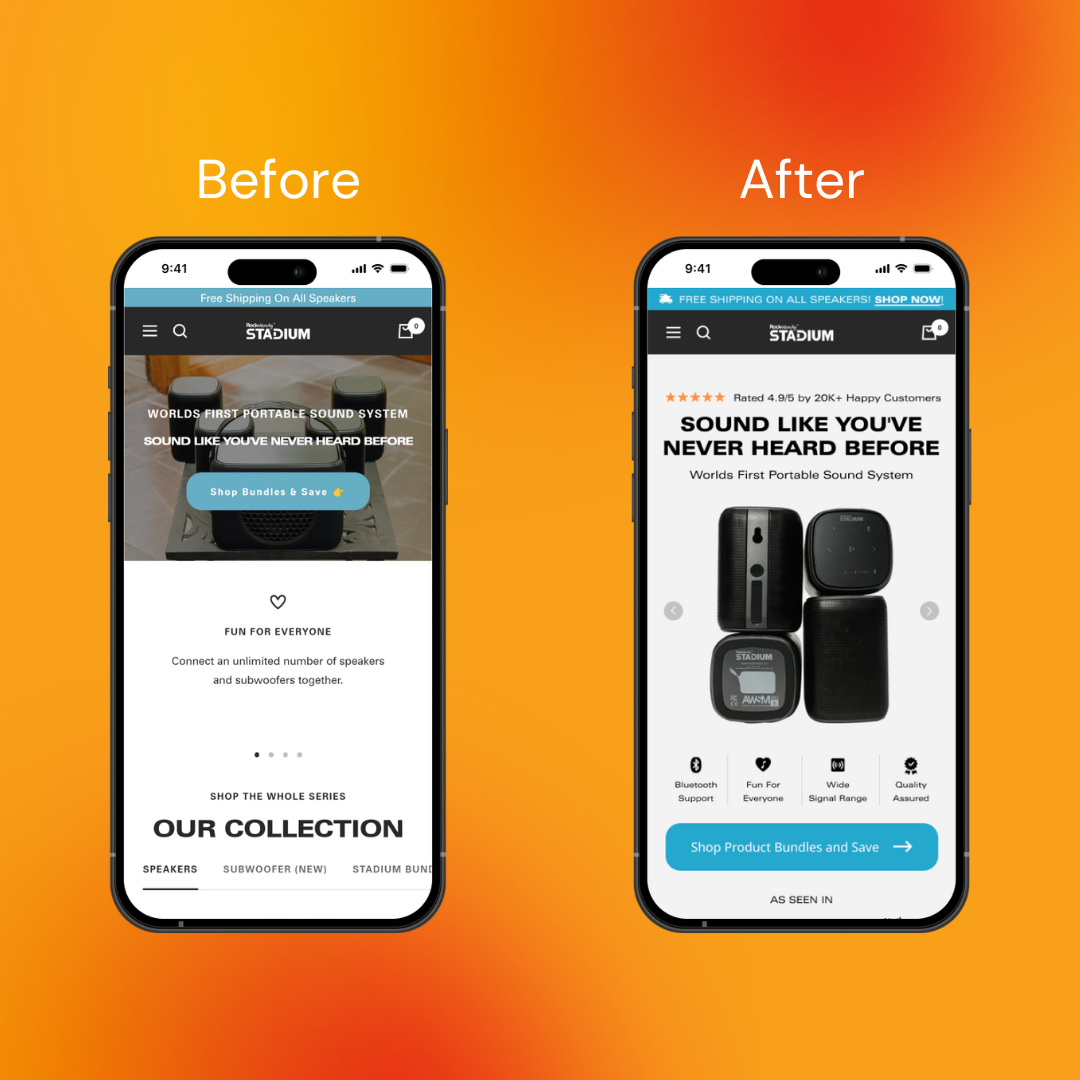 Before
9:41
Free Shipping On All Speakers
Rocksteady
STADIUM
0
WORLDS FIRST PORTABLE SOUND SYSTEM
SOUND LIKE YOU'VE NEVER HEARD BEFORE
Shop Bundles & Save 👉
FUN FOR EVERYONE
Connect an unlimited number of speakers
and subwoofers together.
SHOP THE WHOLE SERIES
OUR COLLECTION
SPEAKERS SUBWOOFER (NEW) STADIUM BUND
After
9:41
FREE SHIPPING ON ALL SPEAKERS! SHOP NOW!
Rocksteady
STADIUM
0
Rated 4.9/5 by 20K+ Happy Customers
SOUND LIKE YOU'VE
NEVER HEARD BEFORE
Worlds First Portable Sound System
STADIUM
STADIUM
FC
CE
AWSM
Bluetooth
Support
Fun For
Everyone
Wide
Signal Range
Quality
Assured
Shop Product Bundles and Save →
AS SEEN IN